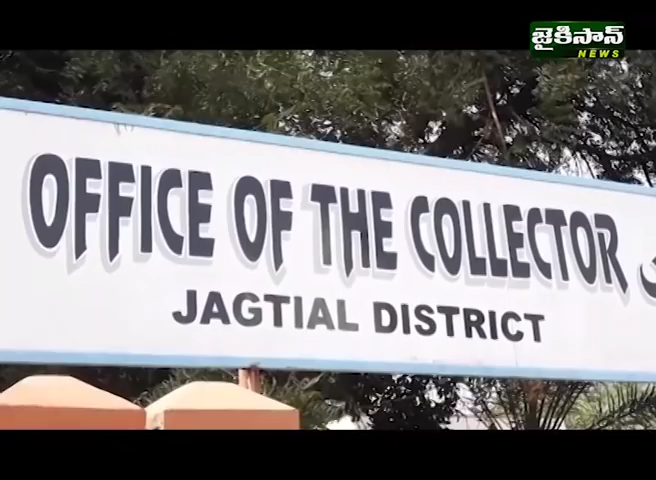 జైకిసాన్
NEWS
OFFICE OF THE COLLECTOR
JAGTIAL DISTRICT